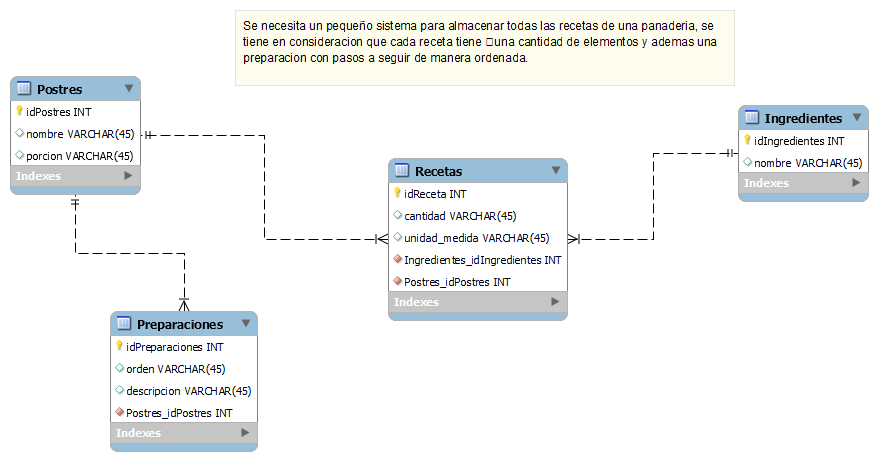 Se necesita un pequeño sistema para almacenar todas las recetas de una panaderia, se
tiene en consideracion que cada receta tiene una cantidad de elementos y ademas una
preparacion con pasos a seguir de manera ordenada.
Postres
idPostres INT
nombre VARCHAR(45)
porcion VARCHAR(45)
Indexes
Ingredientes
idIngredientes INT
nombre VARCHAR(45)
Indexes
Recetas
idReceta INT
cantidad VARCHAR(45)
unidad_medida VARCHAR(45)
Ingredientes_idIngredientes INT
Postres_idPostres INT
Indexes
Preparaciones
idPreparaciones INT
orden VARCHAR(45)
descripcion VARCHAR(45)
Postres_idPostres INT
Indexes